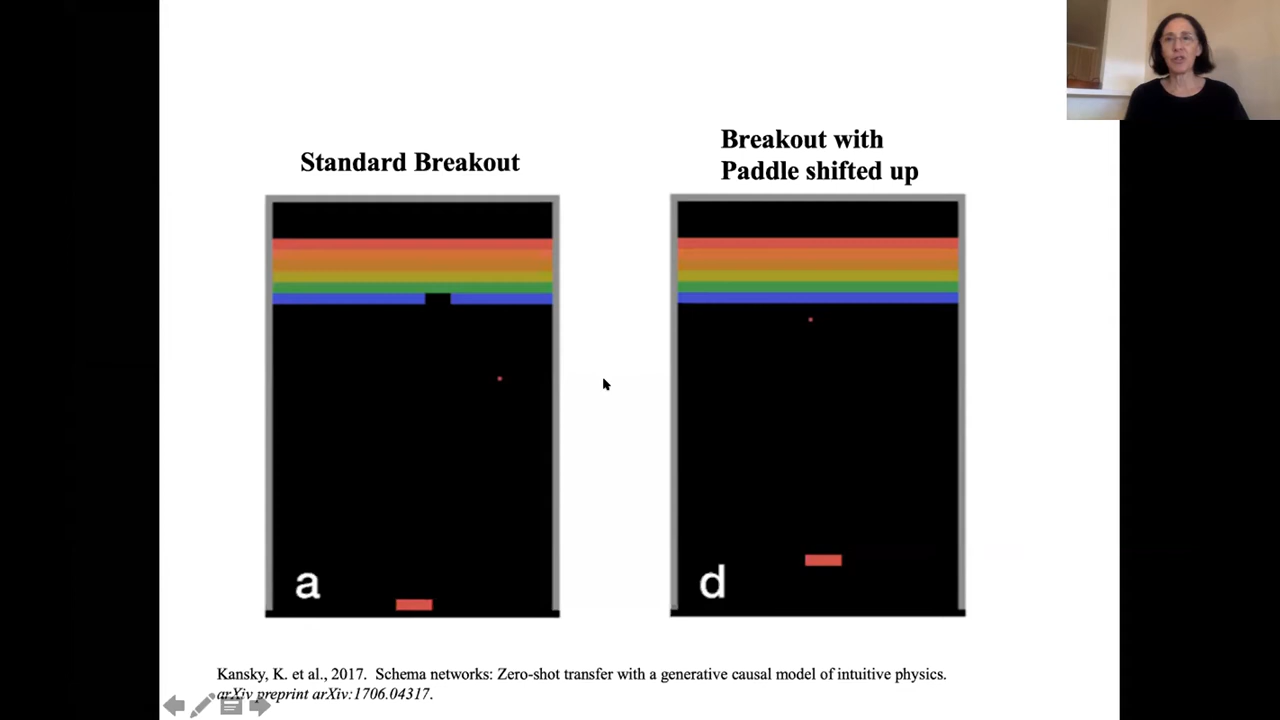 Standard Breakout
Breakout with
Paddle shifted up
a
d
Kansky, K. et al., 2017. Schema networks: Zero-shot transfer with a generative causal model of intuitive physics.
arXiv preprint arXiv:1706.04317.